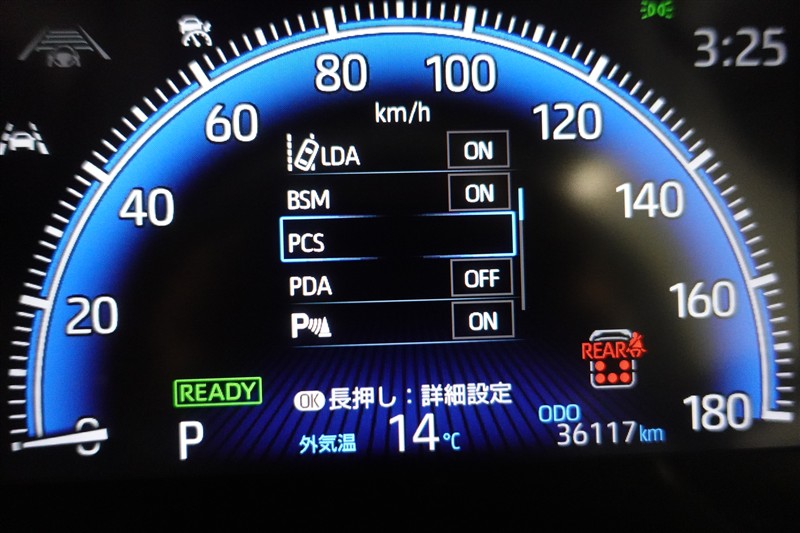 3:25
80 100
km/h
60 120
LDA ON
BSM ON
40 140
PCS
PDA OFF
20 160
P ON
REAR
READY
OK 長押し：詳細設定
0 180
P
外気温 14℃
ODO
36117km